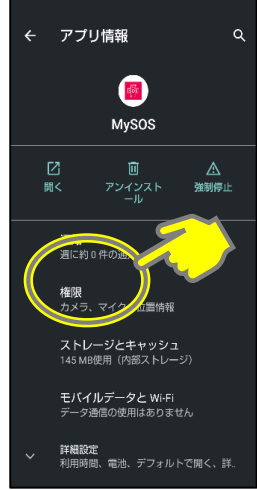 アプリ情報
MySOS
開く
アンインスト
ール
強制停止
週に約 0 件の通
権限
カメラ、マイク、位置情報
ストレージとキャッシュ
145 MB使用（内部ストレージ）
モバイルデータと Wi-Fi
データ通信の使用はありません
詳細設定
利用時間、電池、デフォルトで開く、詳..